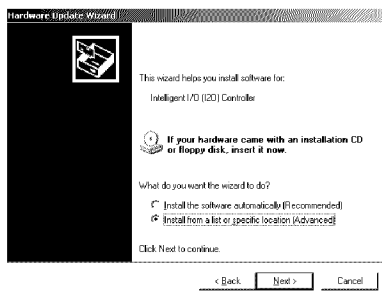 Hardware Update Wizard
This wizard helps you install software for:
Intelligent I/O (I2O) Controller
If your hardware came with an installation CD
or floppy disk, insert it now.
What do you want the wizard to do?
Install the software automatically (Recommended)
Install from a list or specific location (Advanced)
Click Next to continue.
< Back Next > Cancel